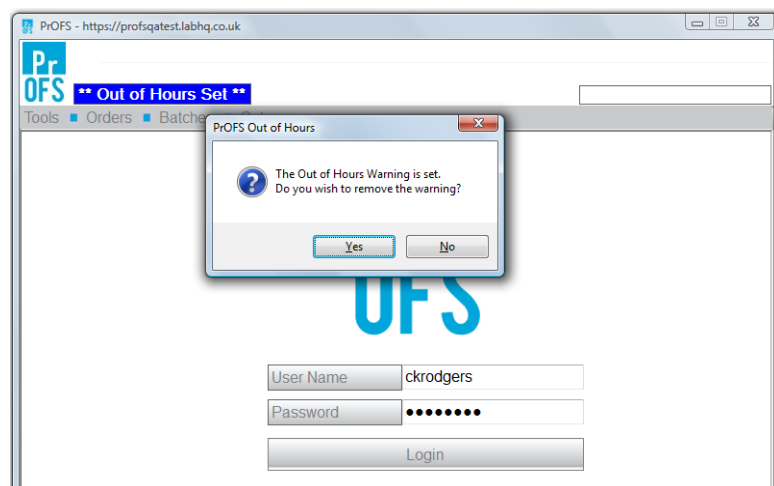 PrOFS - https://profsqatest.labhq.co.uk
Pr
OFS
** Out of Hours Set **
Tools Orders Batche
PrOFS Out of Hours
The Out of Hours Warning is set.
Do you wish to remove the warning?
Yes No
OFS
User Name ckrodgers
Password ●●●●●●●●
Login